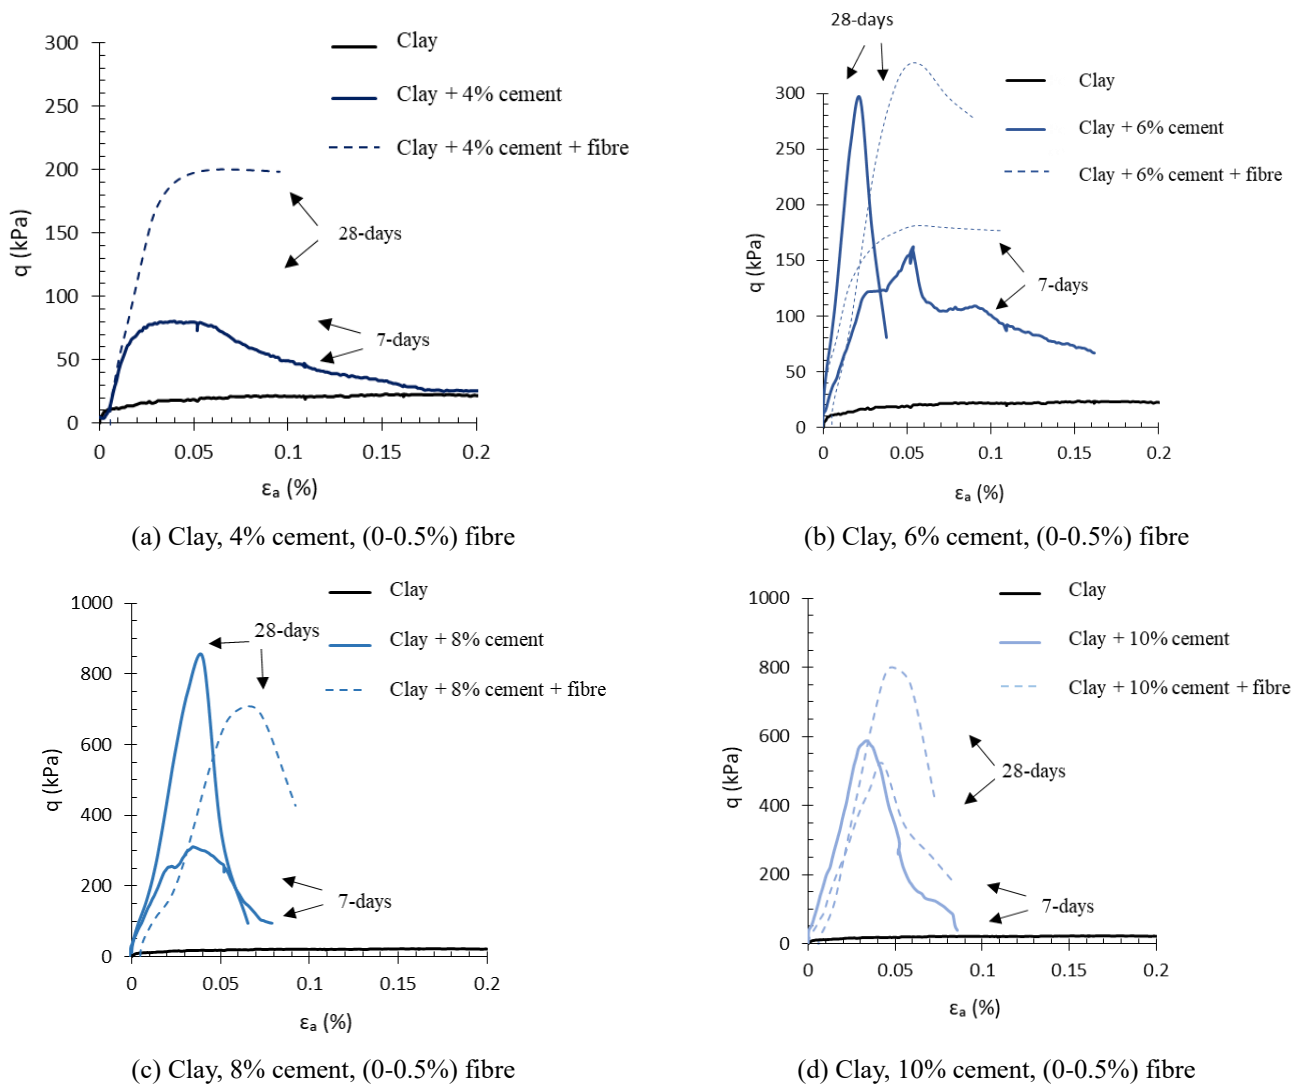 300
250
200
150
100
50
0
q (kPa)
Clay
Clay + 4% cement
Clay + 4% cement + fibre
28-days
7-days
0 0.05 0.1 0.15 0.2
εₐ (%)
(a) Clay, 4% cement, (0-0.5%) fibre
28-days
300
250
200
150
100
50
0
q (kPa)
Clay
Clay + 6% cement
Clay + 6% cement + fibre
7-days
0 0.05 0.1 0.15 0.2
εₐ (%)
(b) Clay, 6% cement, (0-0.5%) fibre
1000
800
600
400
200
0
q (kPa)
Clay
28-days
Clay + 8% cement
Clay + 8% cement + fibre
7-days
0 0.05 0.1 0.15 0.2
εₐ (%)
(c) Clay, 8% cement, (0-0.5%) fibre
1000
800
600
400
200
0
q (kPa)
Clay
Clay + 10% cement
Clay + 10% cement + fibre
28-days
7-days
0 0.05 0.1 0.15 0.2
εₐ (%)
(d) Clay, 10% cement, (0-0.5%) fibre